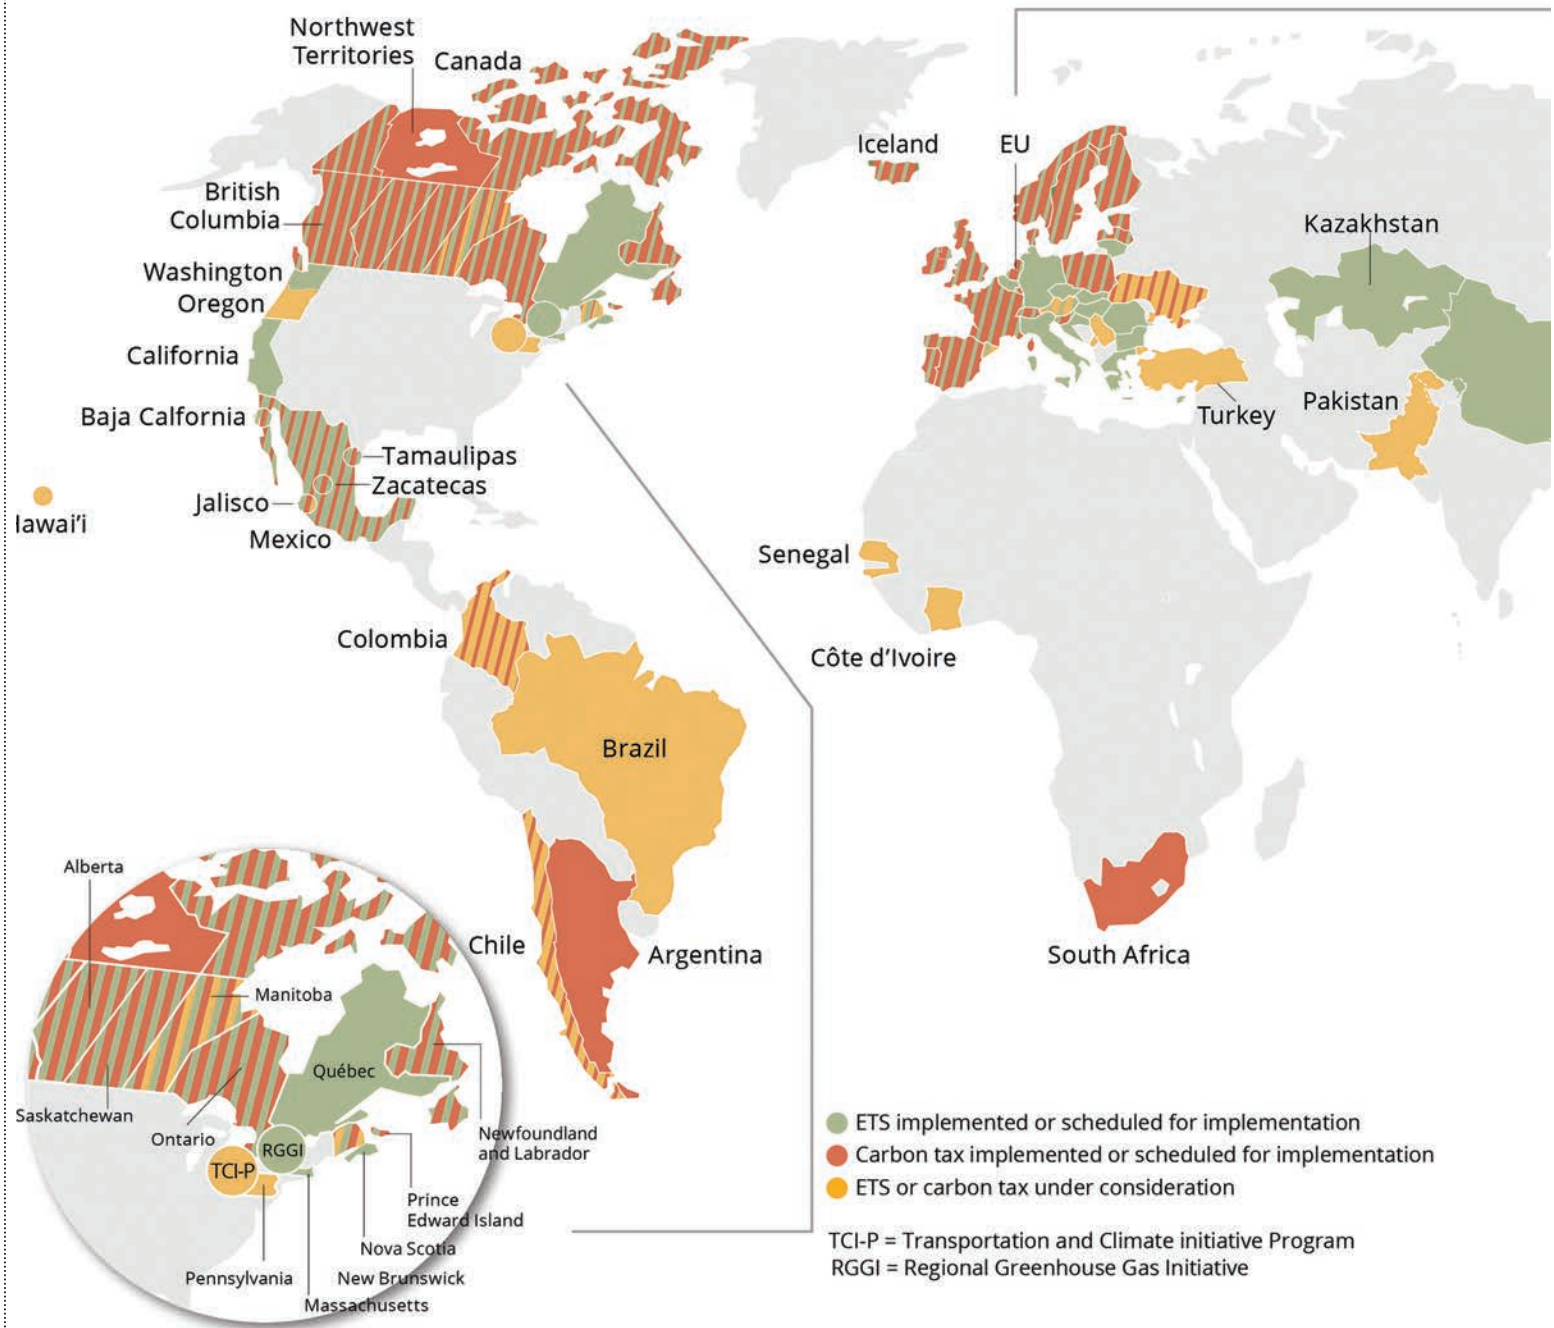 Northwest
Territories
Canada
Iceland
EU
British
Columbia
Kazakhstan
Washington
Oregon
California
Baja Calfornia
Pakistan
Turkey
Tamaulipas
Zacatecas
Jalisco
Mexico
lawai'i
Senegal
Colombia
Côte d'Ivoire
Brazil
Chile
Argentina
South Africa
Alberta
Manitoba
Québec
Saskatchewan
Ontario
RGGI
TCI-P
Newfoundland
and Labrador
Prince
Edward Island
Nova Scotia
Pennsylvania
New Brunswick
Massachusetts
ETS implemented or scheduled for implementation
Carbon tax implemented or scheduled for implementation
ETS or carbon tax under consideration
TCI-P = Transportation and Climate initiative Program
RGGI = Regional Greenhouse Gas Initiative